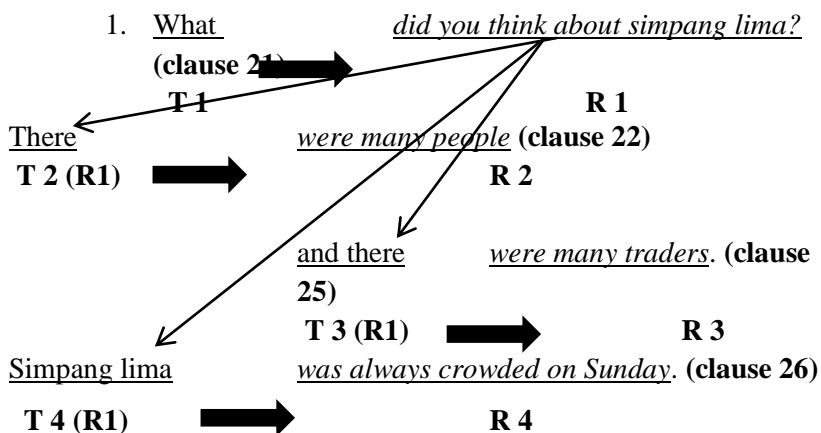 1. What did you think about simpang lima?
(clause 21)
T 1 R 1
There were many people (clause 22)
T 2 (R1) R 2
and there were many traders. (clause
25)
T 3 (R1) R 3
Simpang lima was always crowded on Sunday. (clause 26)
T 4 (R1) R 4